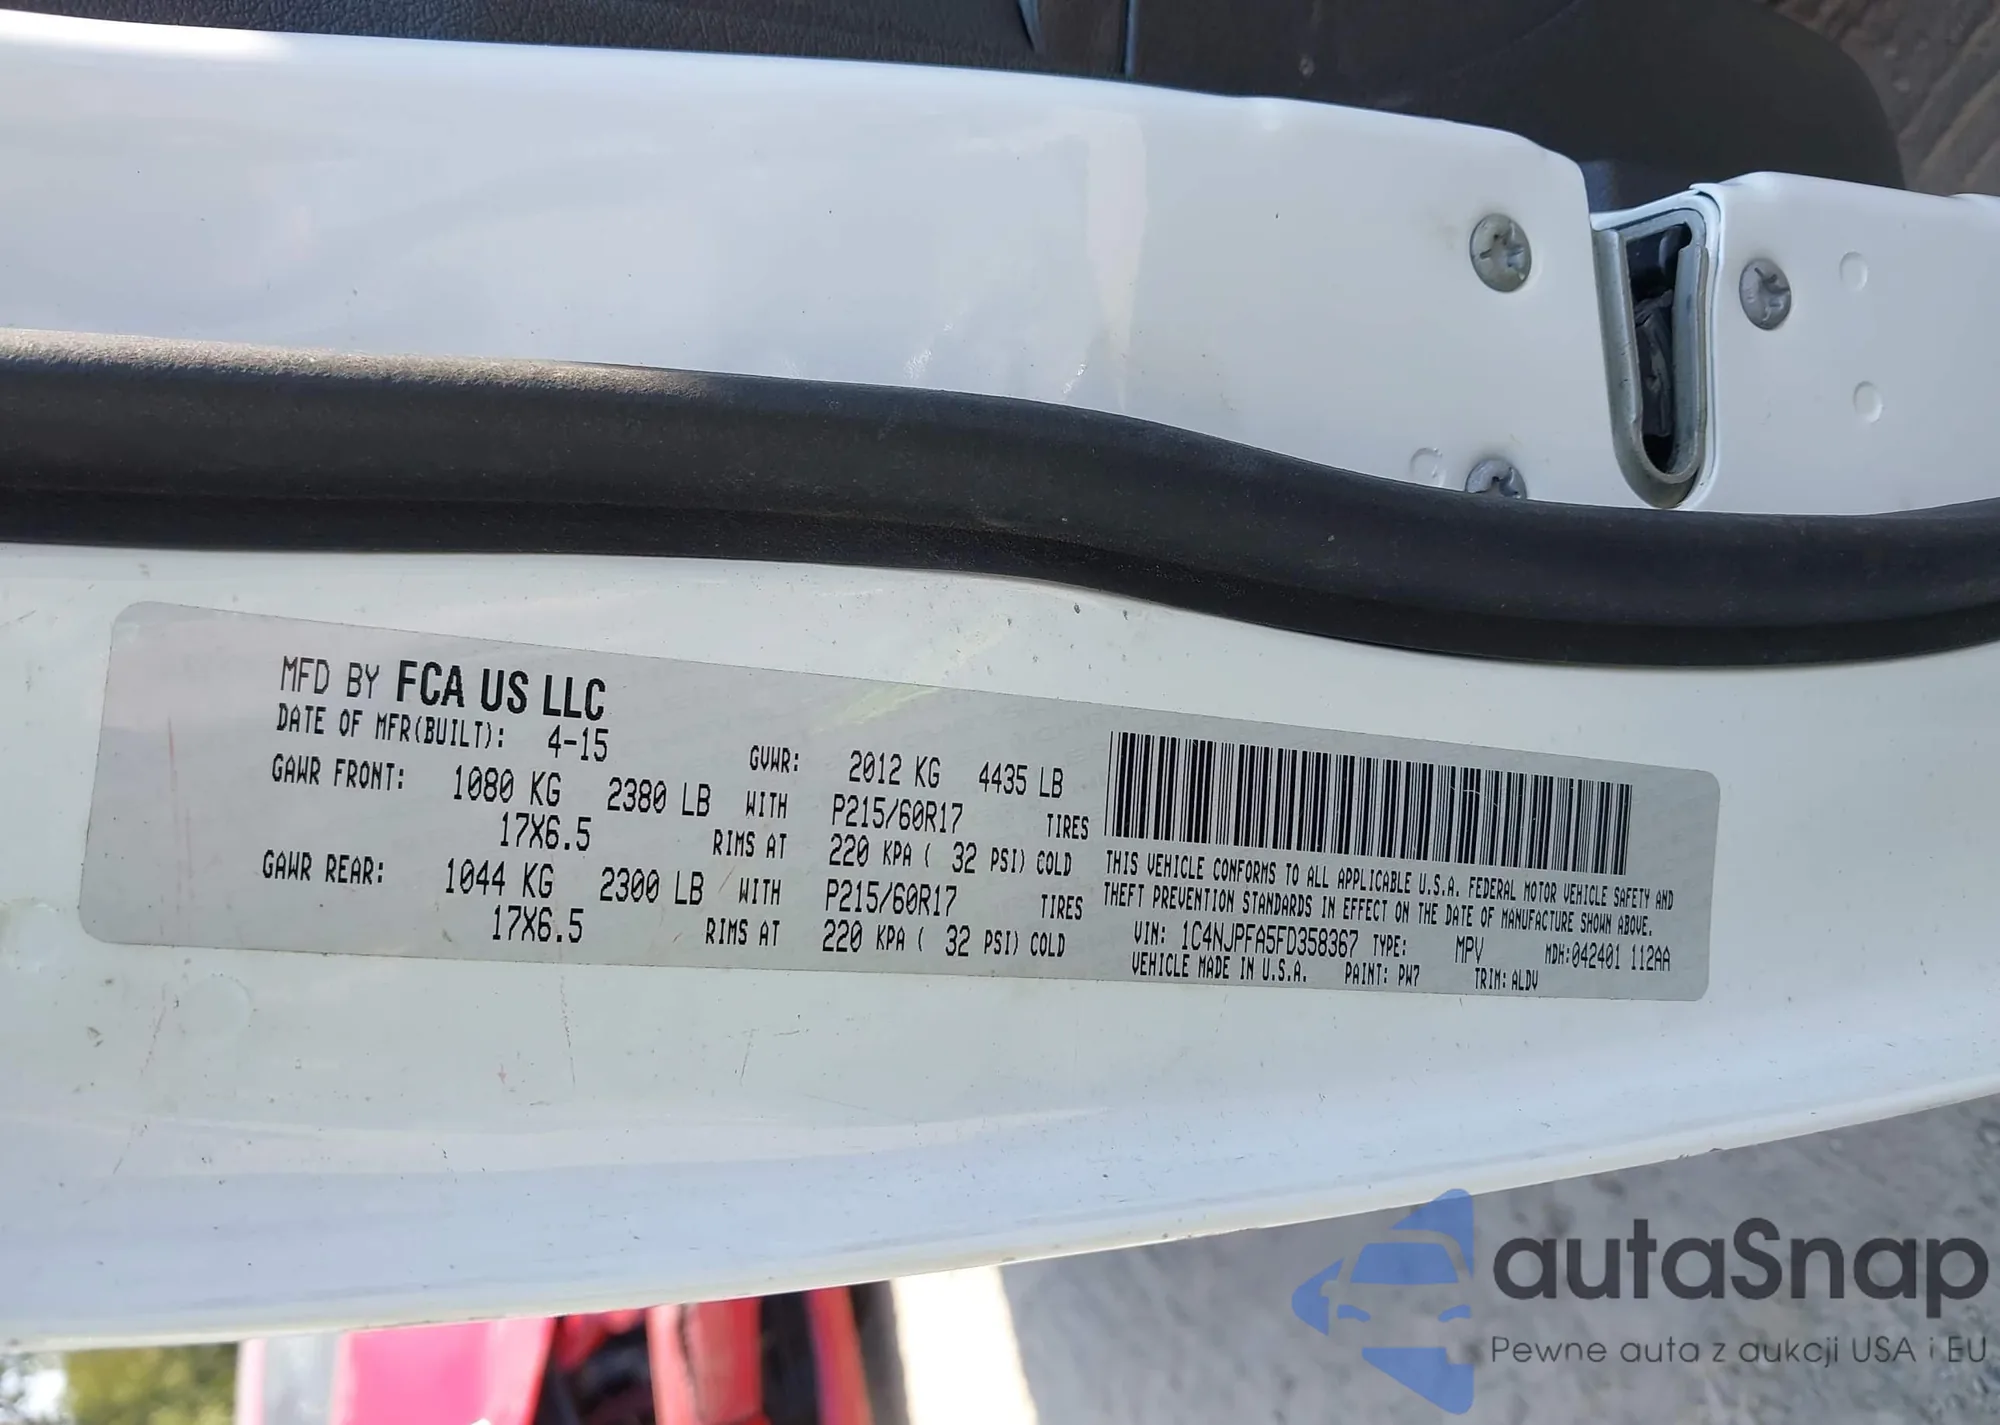 MFD BY FCA US LLC
DATE OF MFR(BUILT): 4-15 GVWR: 2012 KG 4435 LB
GAWR FRONT: 1080 KG 2380 LB WITH P215/60R17 TIRES
17X6.5 RIMS AT 220 KPA ( 32 PSI) COLD
GAWR REAR: 1044 KG 2300 LB WITH P215/60R17 TIRES
17X6.5 RIMS AT 220 KPA ( 32 PSI) COLD
THIS VEHICLE CONFORMS TO ALL APPLICABLE U.S.A. FEDERAL MOTOR VEHICLE SAFETY AND
THEFT PREVENTION STANDARDS IN EFFECT ON THE DATE OF MANUFACTURE SHOWN ABOVE.
VIN: 1C4NJPFA5FD358367 TYPE: MPV MDH:042401 112AA
VEHICLE MADE IN U.S.A. PAINT: PW7 TRIM: ALDV
autaSnap
Pewne auta z aukcji USA i EU